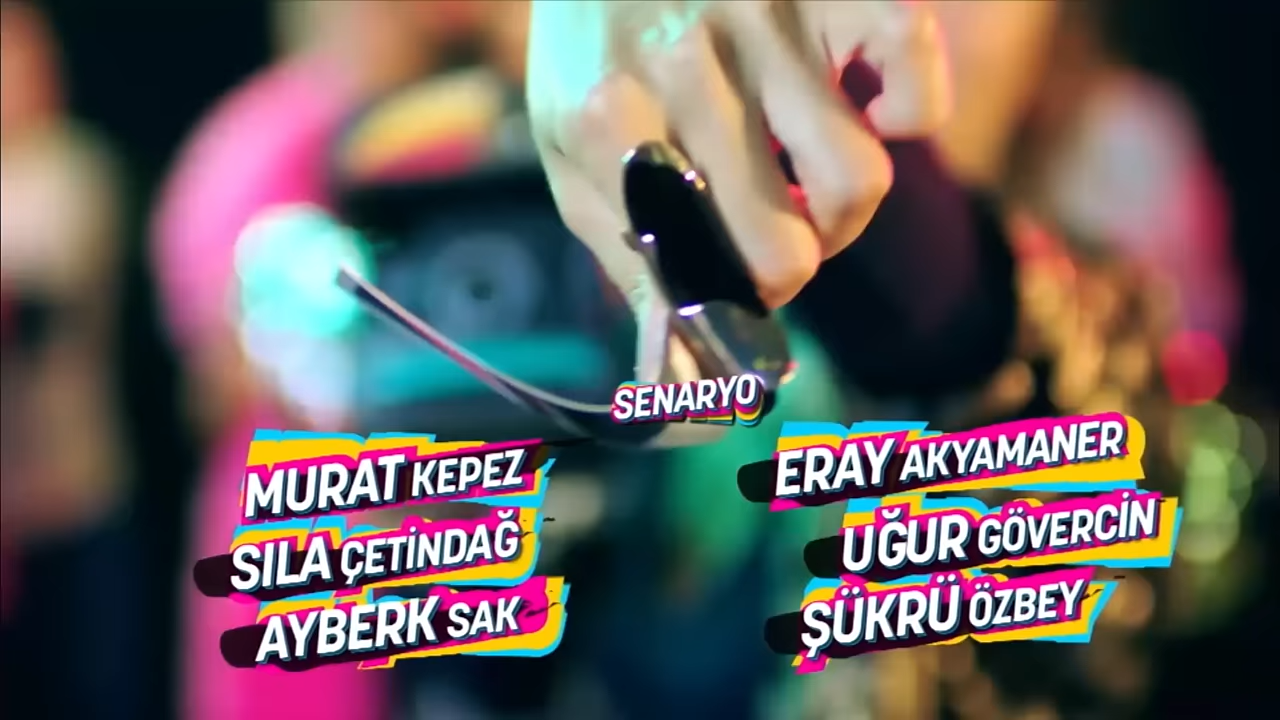 SENARYO
MURAT KEPEZ
SILA ÇETİNDAĞ
AYBERK SAK
ERAY AKYAMANER
UĞUR GÖVERCİN
ŞÜKRÜ ÖZBEY